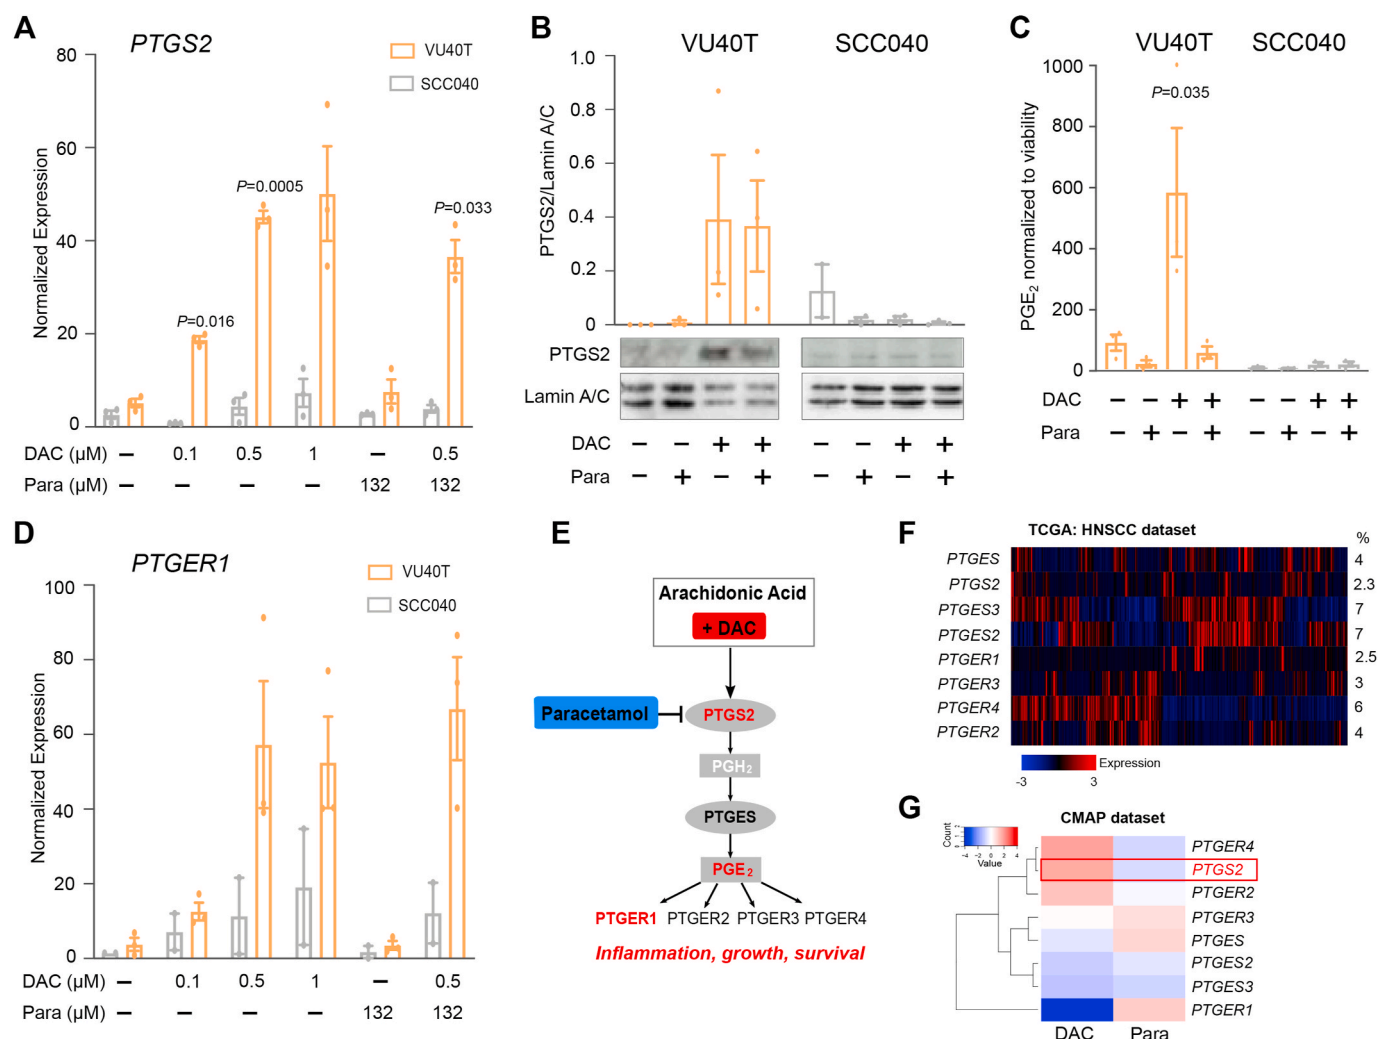 A
PTGS2
VU40T
SCC040
Normalized Expression
80
60
40
20
0
P=0.016
P=0.0005
P=0.033
DAC (µM) – 0.1 0.5 1 – 0.5
Para (µM) – – – – 132 132
B
VU40T SCC040
PTGS2/Lamin A/C
1.0
0.8
0.6
0.4
0.2
0
PTGS2
Lamin A/C
DAC – – + + – – + +
Para – + – + – + – +
C
VU40T SCC040
PGE2 normalized to viability
1000
800
600
400
200
0
P=0.035
DAC – – + + – – + +
Para – + – + – + – +
D
PTGER1
VU40T
SCC040
Normalized Expression
100
80
60
40
20
0
DAC (µM) – 0.1 0.5 1 – 0.5
Para (µM) – – – – 132 132
E
Arachidonic Acid
+ DAC
Paracetamol
PTGS2
PGH2
PTGES
PGE2
PTGER1 PTGER2 PTGER3 PTGER4
Inflammation, growth, survival
F
TCGA: HNSCC dataset
%
PTGES 4
PTGS2 2.3
PTGES3 7
PTGES2 7
PTGER1 2.5
PTGER3 3
PTGER4 6
PTGER2 4
Expression
-3 3
G
CMAP dataset
Count
-4 -2 0 2 4
Value
PTGER4
PTGS2
PTGER2
PTGER3
PTGES
PTGES2
PTGES3
PTGER1
DAC Para